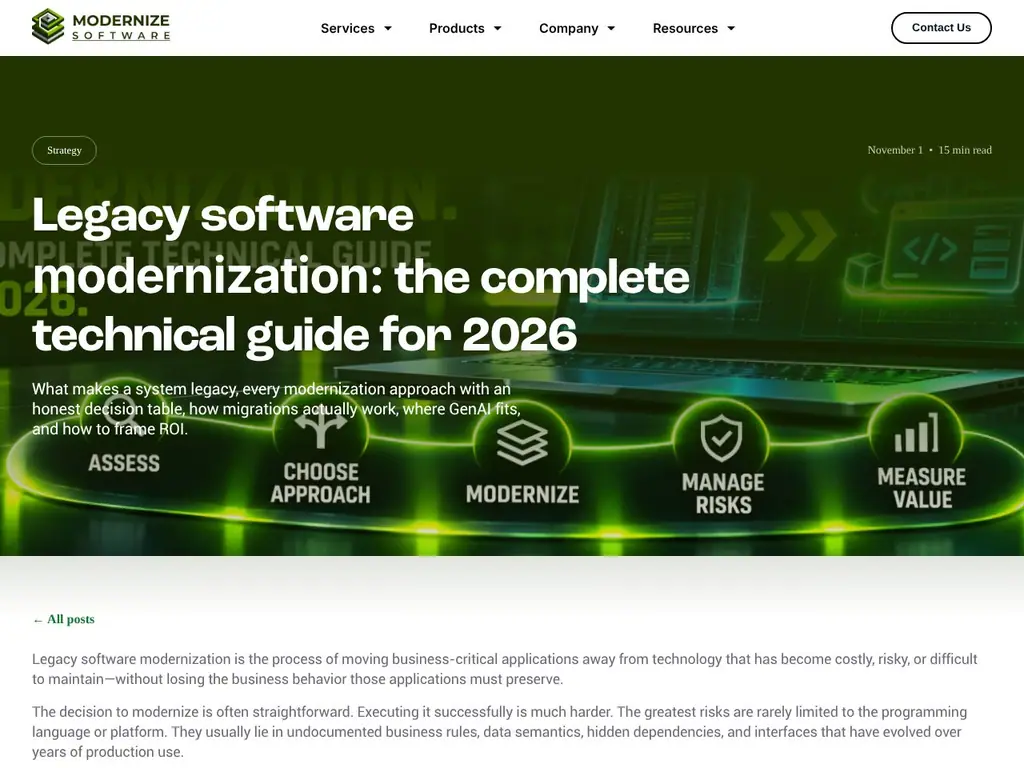 MODERNIZE
SOFTWARE
Services
Products
Company
Resources
Contact Us
Strategy
November 1 • 15 min read
Legacy software
modernization: the complete
technical guide for 2026
What makes a system legacy, every modernization approach with an
honest decision table, how migrations actually work, where GenAI fits,
and how to frame ROI.
ERNIZATION.
OMPLETE TECHNICAL GUIDE
026.
</>
ASSESS
CHOOSE
APPROACH
MODERNIZE
MANAGE
RISKS
MEASURE
VALUE
← All posts
Legacy software modernization is the process of moving business-critical applications away from technology that has become costly, risky, or difficult
to maintain—without losing the business behavior those applications must preserve.
The decision to modernize is often straightforward. Executing it successfully is much harder. The greatest risks are rarely limited to the programming
language or platform. They usually lie in undocumented business rules, data semantics, hidden dependencies, and interfaces that have evolved over
years of production use.